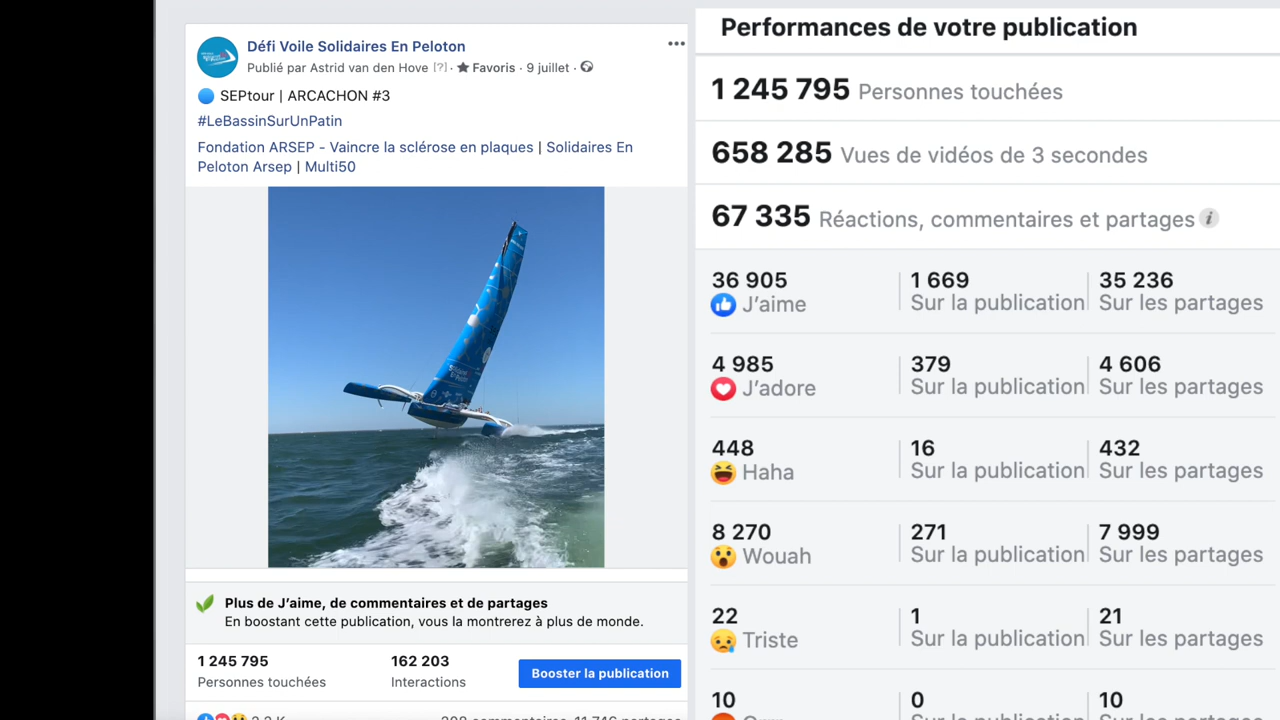 Défi Voile Solidaires En Peloton
Publié par Astrid van den Hove [?] · ★ Favoris · 9 juillet ·
SEPtour | ARCACHON #3
#LeBassinSurUnPatin
Fondation ARSEP - Vaincre la sclérose en plaques | Solidaires En
Peloton Arsep | Multi50
Plus de J’aime, de commentaires et de partages
En boostant cette publication, vous la montrerez à plus de monde.
1 245 795
Personnes touchées
162 203
Interactions
Booster la publication
Performances de votre publication
1 245 795 Personnes touchées
658 285 Vues de vidéos de 3 secondes
67 335 Réactions, commentaires et partages
36 905
J’aime
1 669
Sur la publication
35 236
Sur les partages
4 985
J’adore
379
Sur la publication
4 606
Sur les partages
448
Haha
16
Sur la publication
432
Sur les partages
8 270
Wouah
271
Sur la publication
7 999
Sur les partages
22
Triste
1
Sur la publication
21
Sur les partages
10
0
10